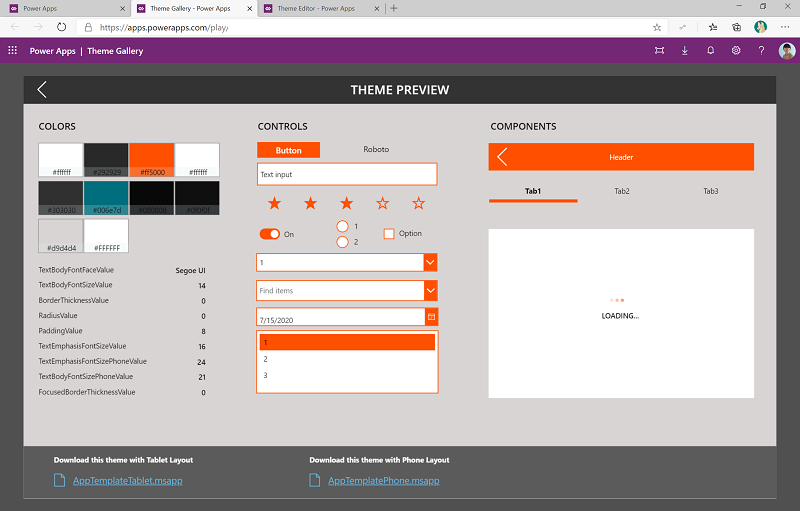 Power Apps
Theme Gallery - Power Apps
Theme Editor - Power Apps
https://apps.powerapps.com/play/
Power Apps | Theme Gallery
THEME PREVIEW
COLORS
#ffffff
#292929
#ff5000
#ffffff
#303030
#006e7d
#d9d4d4
#FFFFFF
TextBodyFontFaceValue Segoe UI
TextBodyFontSizeValue 14
BorderThicknessValue 0
RadiusValue 0
PaddingValue 8
TextEmphasisFontSizeValue 16
TextEmphasisFontSizePhoneValue 24
TextBodyFontSizePhoneValue 21
FocusedBorderThicknessValue 0
CONTROLS
Button
Roboto
Text input
On
1
2
Option
1
Find items
7/15/2020
1
2
3
COMPONENTS
Header
Tab1 Tab2 Tab3
LOADING...
Download this theme with Tablet Layout
AppTemplateTablet.msapp
Download this theme with Phone Layout
AppTemplatePhone.msapp